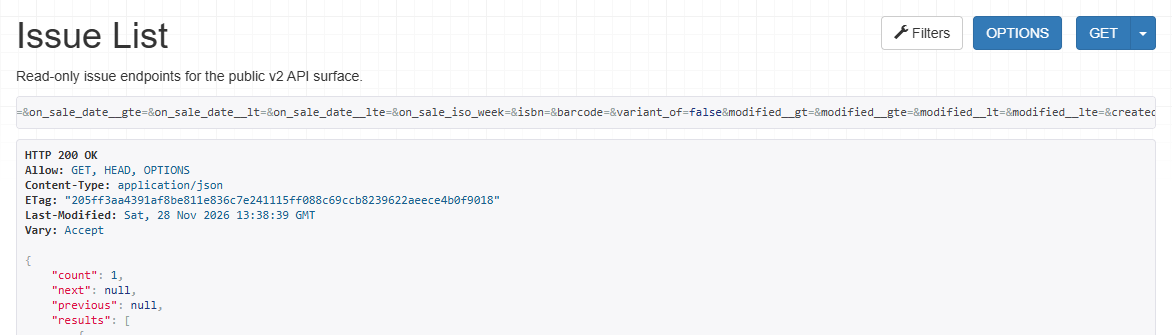 Issue List
Filters
OPTIONS
GET
Read-only issue endpoints for the public v2 API surface.
=&on_sale_date__gte=&on_sale_date__lt=&on_sale_date__lte=&on_sale_iso_week=&isbn=&barcode=&variant_of=false&modified__gt=&modified__gte=&modified__lt=&modified__lte=&created
HTTP 200 OK
Allow: GET, HEAD, OPTIONS
Content-Type: application/json
ETag: "205ff3aa4391af8be811e836c7e241115ff088c69ccb8239622aeece4b0f9018"
Last-Modified: Sat, 28 Nov 2026 13:38:39 GMT
Vary: Accept
{
"count": 1,
"next": null,
"previous": null,
"results": [
{